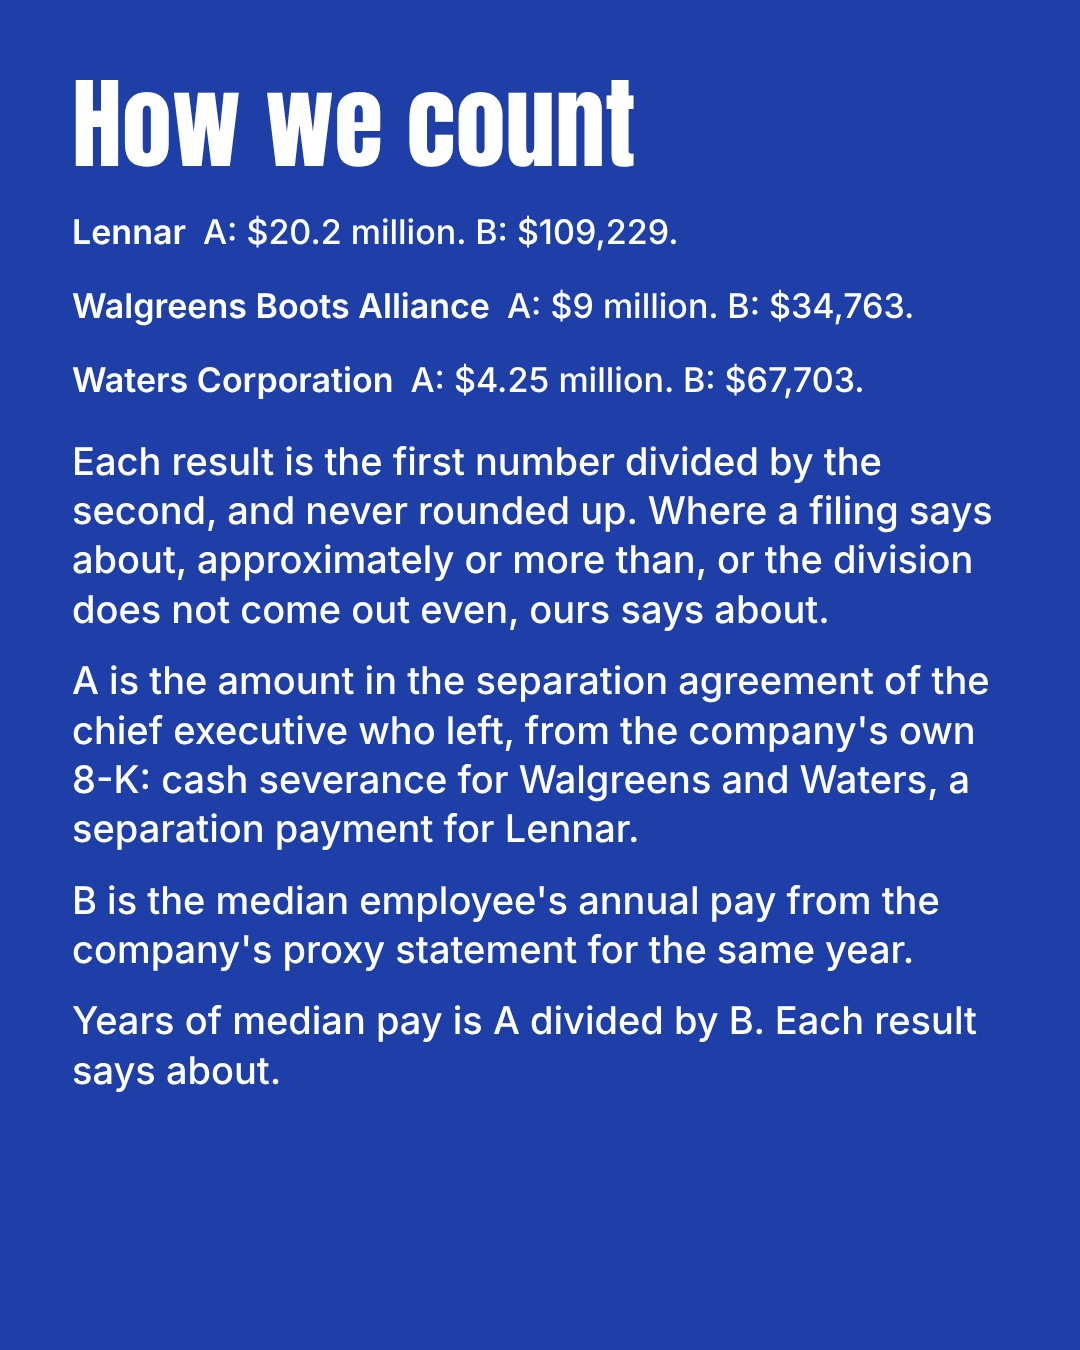 How we count
Lennar A: $20.2 million. B: $109,229.
Walgreens Boots Alliance A: $9 million. B: $34,763.
Waters Corporation A: $4.25 million. B: $67,703.
Each result is the first number divided by the
second, and never rounded up. Where a filing says
about, approximately or more than, or the division
does not come out even, ours says about.
A is the amount in the separation agreement of the
chief executive who left, from the company's own
8-K: cash severance for Walgreens and Waters, a
separation payment for Lennar.
B is the median employee's annual pay from the
company's proxy statement for the same year.
Years of median pay is A divided by B. Each result
says about.